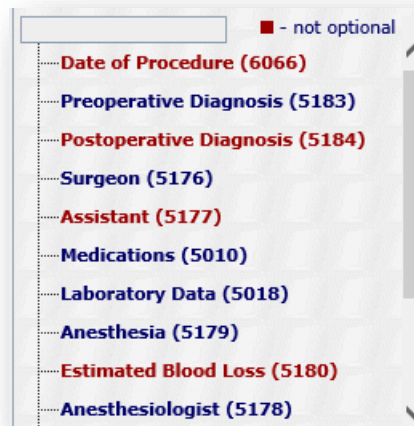 - not optional
Date of Procedure (6066)
Preoperative Diagnosis (5183)
Postoperative Diagnosis (5184)
Surgeon (5176)
Assistant (5177)
Medications (5010)
Laboratory Data (5018)
Anesthesia (5179)
Estimated Blood Loss (5180)
Anesthesiologist (5178)